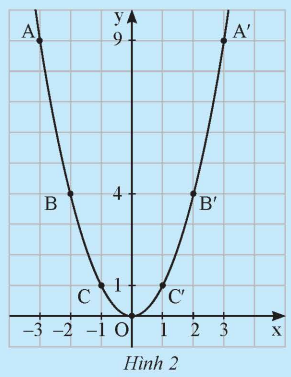 y
A 9 A'
B 4 B'
C 1 C'
−3 −2 −1 O 1 2 3 x
Hình 2